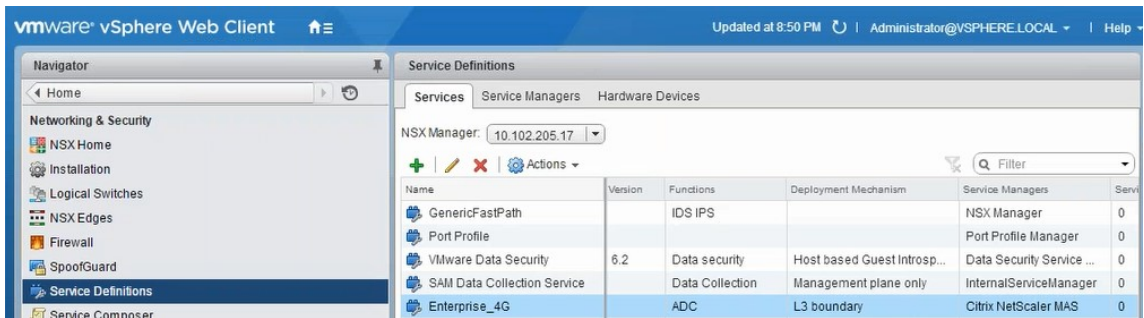 vmware® vSphere Web Client Updated at 8:50 PM | Administrator@VSPHERE.LOCAL | Help
Navigator
Home
Networking & Security
NSX Home
Installation
Logical Switches
NSX Edges
Firewall
SpoofGuard
Service Definitions
Service Composer
Service Definitions
Services Service Managers Hardware Devices
NSX Manager: 10.102.205.17
Actions Filter
Name Version Functions Deployment Mechanism Service Managers Servi
GenericFastPath IDS IPS NSX Manager 0
Port Profile Port Profile Manager 0
VMware Data Security 6.2 Data security Host based Guest Introsp... Data Security Service ... 0
SAM Data Collection Service Data Collection Management plane only InternalServiceManager 0
Enterprise_4G ADC L3 boundary Citrix NetScaler MAS 0